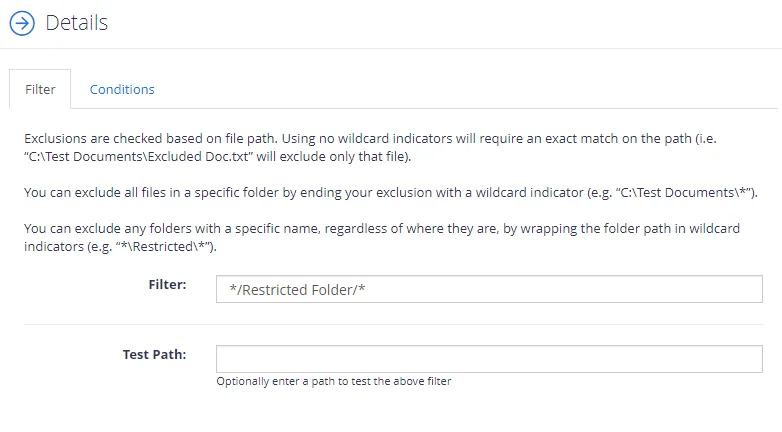 Details
Filter Conditions
Exclusions are checked based on file path. Using no wildcard indicators will require an exact match on the path (i.e.
“C:\Test Documents\Excluded Doc.txt” will exclude only that file).
You can exclude all files in a specific folder by ending your exclusion with a wildcard indicator (e.g. “C:\Test Documents\*”).
You can exclude any folders with a specific name, regardless of where they are, by wrapping the folder path in wildcard
indicators (e.g. “*\Restricted\*”).
Filter: */Restricted Folder/*
Test Path:
Optionally enter a path to test the above filter